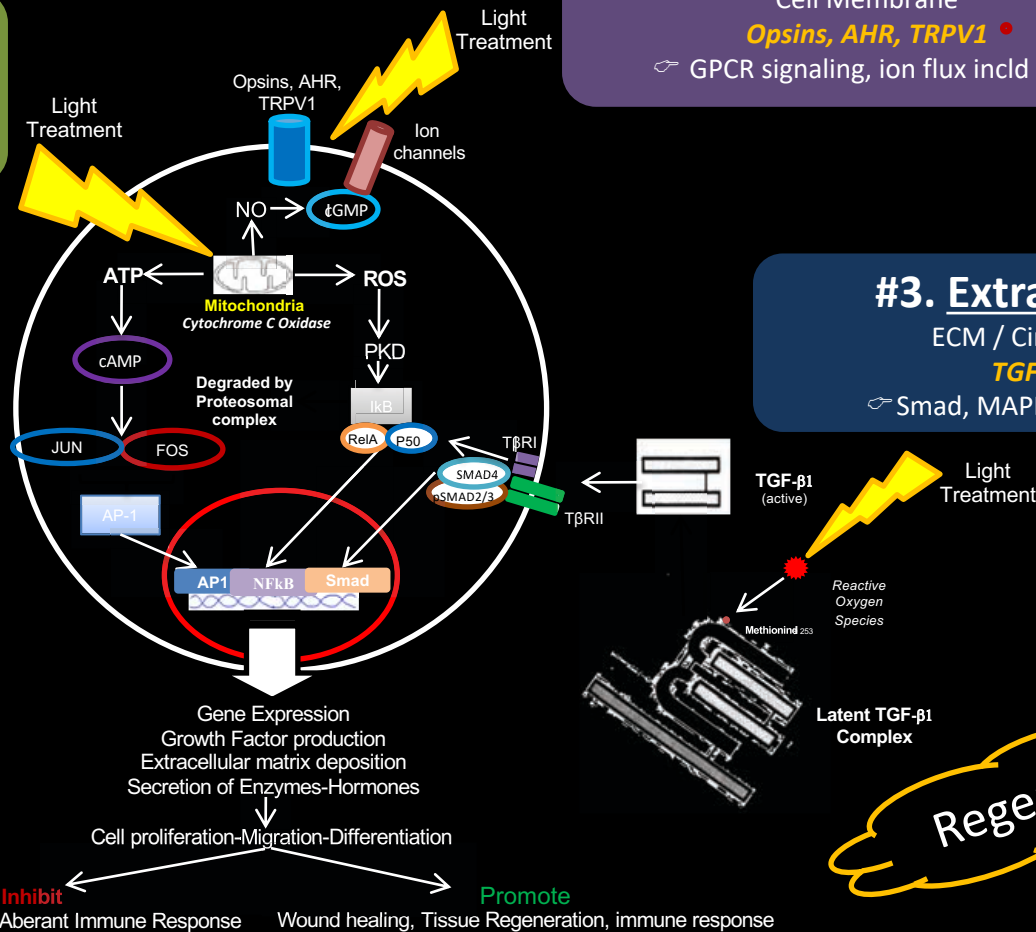 Cell Membrane
Opsins, AHR, TRPV1
GPCR signaling, ion flux incld
Light
Treatment
Opsins, AHR,
TRPV1
Light
Treatment
Ion
channels
NO
cGMP
ATP
ROS
Mitochondria
Cytochrome C Oxidase
#3. Extra
ECM / Ci
TGF
Smad, MAP
PKD
cAMP
Degraded by
Proteosomal
complex
IkB
RelA
P50
JUN
FOS
TβRI
SMAD4
pSMAD2/3
TβRII
TGF-β1
(active)
Light
Treatment
AP-1
AP1
NFkB
Smad
Reactive
Oxygen
Species
Methionine 253
Latent TGF-β1
Complex
Gene Expression
Growth Factor production
Extracellular matrix deposition
Secretion of Enzymes-Hormones
Cell proliferation-Migration-Differentiation
Rege
Inhibit
Promote
Aberant Immune Response
Wound healing, Tissue Regeneration, immune response